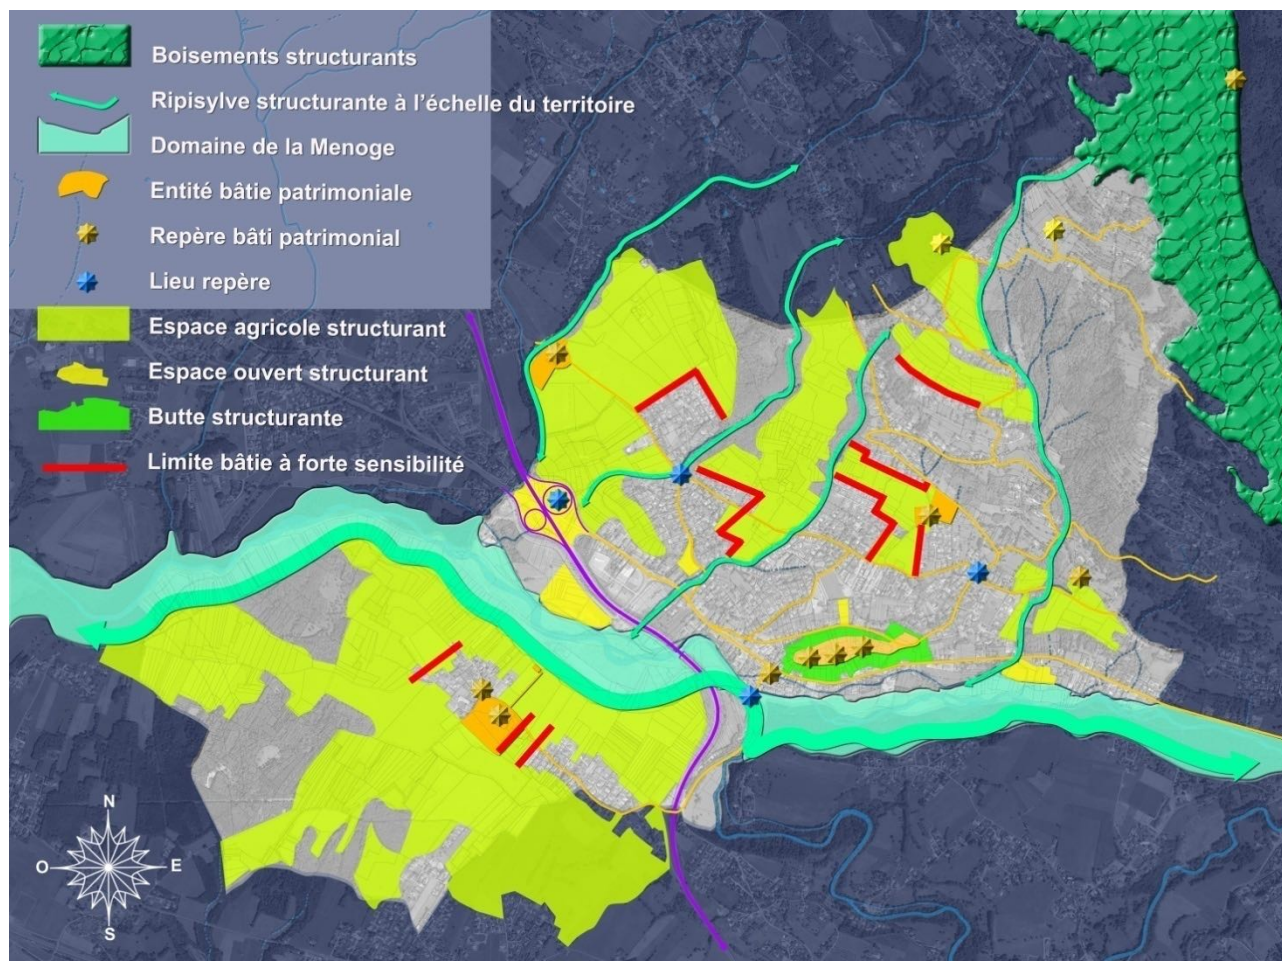 Boisements structurants
Ripisylve structurante à l'échelle du territoire
Domaine de la Menoge
Entité bâtie patrimoniale
Repère bâti patrimonial
Lieu repère
Espace agricole structurant
Espace ouvert structurant
Butte structurante
Limite bâtie à forte sensibilité
N
O
E
S